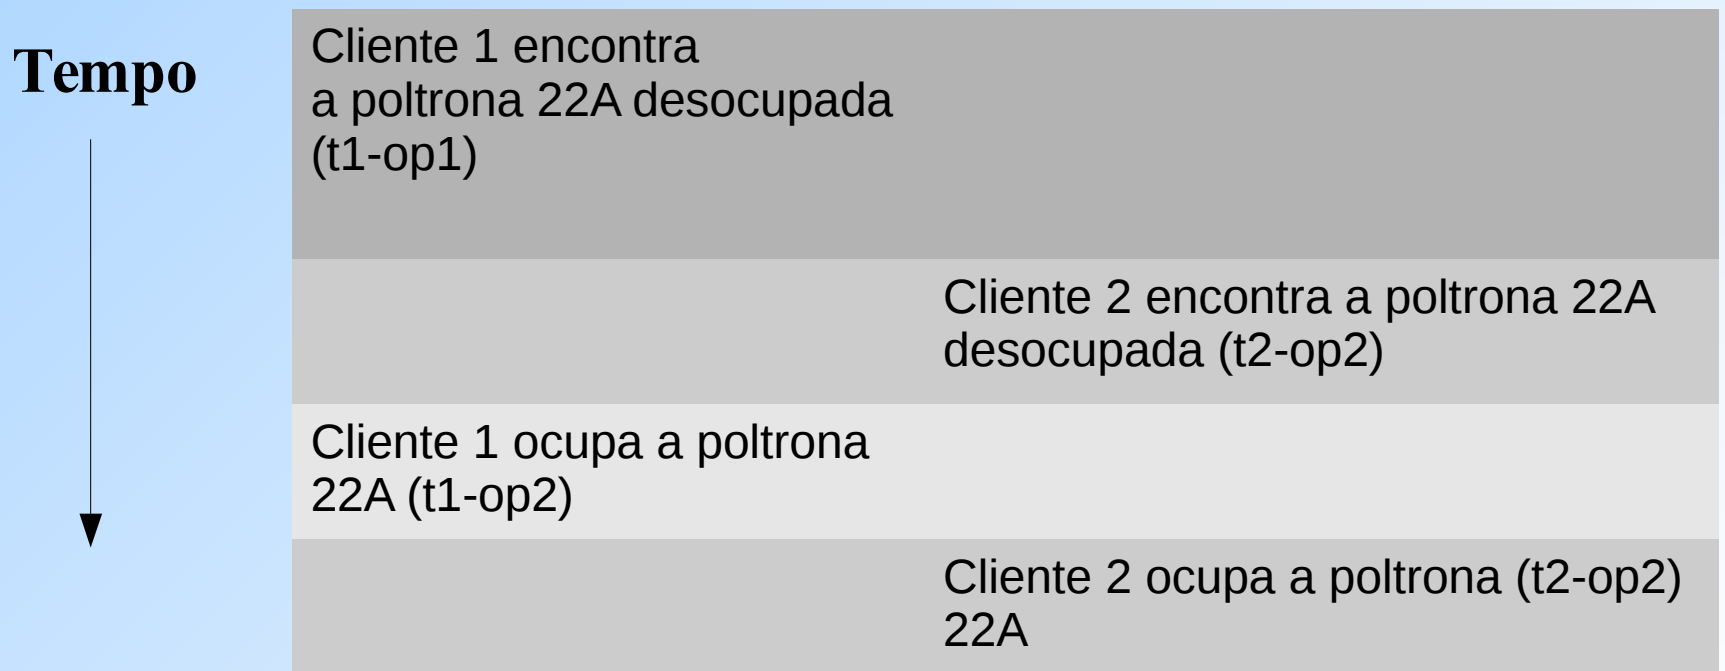 Tempo
Cliente 1 encontra
a poltrona 22A desocupada
(t1-op1)
Cliente 2 encontra a poltrona 22A
desocupada (t2-op2)
Cliente 1 ocupa a poltrona
22A (t1-op2)
Cliente 2 ocupa a poltrona (t2-op2)
22A